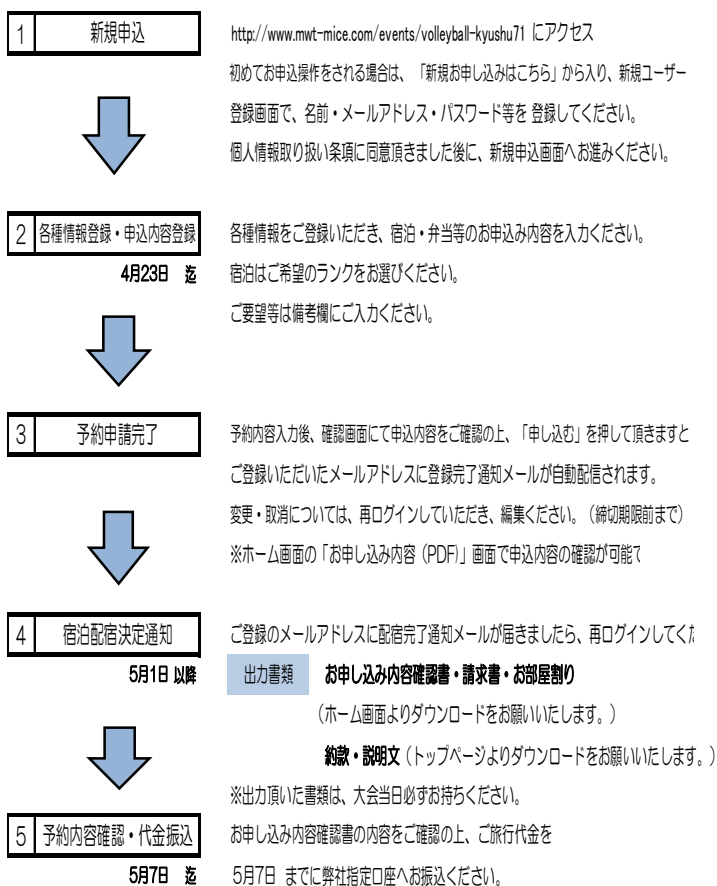 1 新規申込 http://www.mwt-mice.com/events/volleyball-kyushu71 にアクセス
初めてお申込操作をされる場合は、「新規お申し込みはこちら」から入り、新規ユーザー
登録画面で、名前・メールアドレス・パスワード等を 登録してください。
個人情報取り扱い条項に同意頂きました後に、新規申込画面へお進みください。
2 各種情報登録・申込内容登録 各種情報をご登録いただき、宿泊・弁当等のお申込み内容を入力ください。
4月23日 迄 宿泊はご希望のランクをお選びください。
ご要望等は備考欄にご入力ください。
3 予約申請完了 予約内容入力後、確認画面にて申込内容をご確認の上、「申し込む」を押して頂きますと
ご登録いただいたメールアドレスに登録完了通知メールが自動配信されます。
変更・取消については、再ログインしていただき、編集ください。（締切期限前まで）
※ホーム画面の「お申し込み内容（PDF)」画面で申込内容の確認が可能
4 宿泊配宿決定通知 ご登録のメールアドレスに配宿完了通知メールが届きましたら、再ログインしてく
5月1日 以降 出力書類 お申し込み内容確認書・請求書・お部屋割り
（ホーム画面よりダウンロードをお願いいたします。）
約款・説明文（トップページよりダウンロードをお願いいたします。）
※出力頂いた書類は、大会当日必ずお持ちください。
5 予約内容確認・代金振込 お申し込み内容確認書の内容をご確認の上、ご旅行代金を
5月7日 迄 5月7日 までに弊社指定口座へお振込ください。